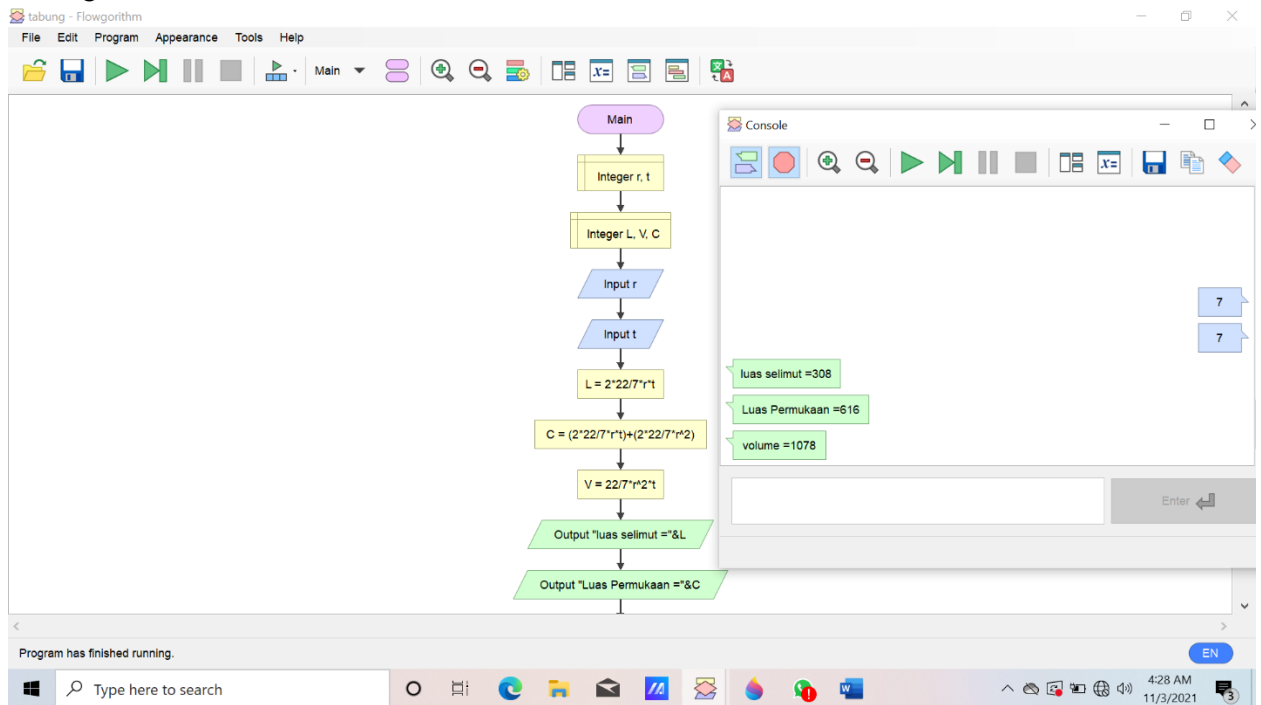 tabung - Flowgorithm
File Edit Program Appearance Tools Help
Main
Main
Integer r, t
Integer L, V, C
Input r
Input t
L = 2*22/7*r*t
C = (2*22/7*r*t)+(2*22/7*r^2)
V = 22/7*r^2*t
Output "luas selimut ="&L
Output "Luas Permukaan ="&C
Console
x=
7
7
luas selimut =308
Luas Permukaan =616
volume =1078
Enter
Program has finished running.
EN
Type here to search
4:28 AM
11/3/2021
3